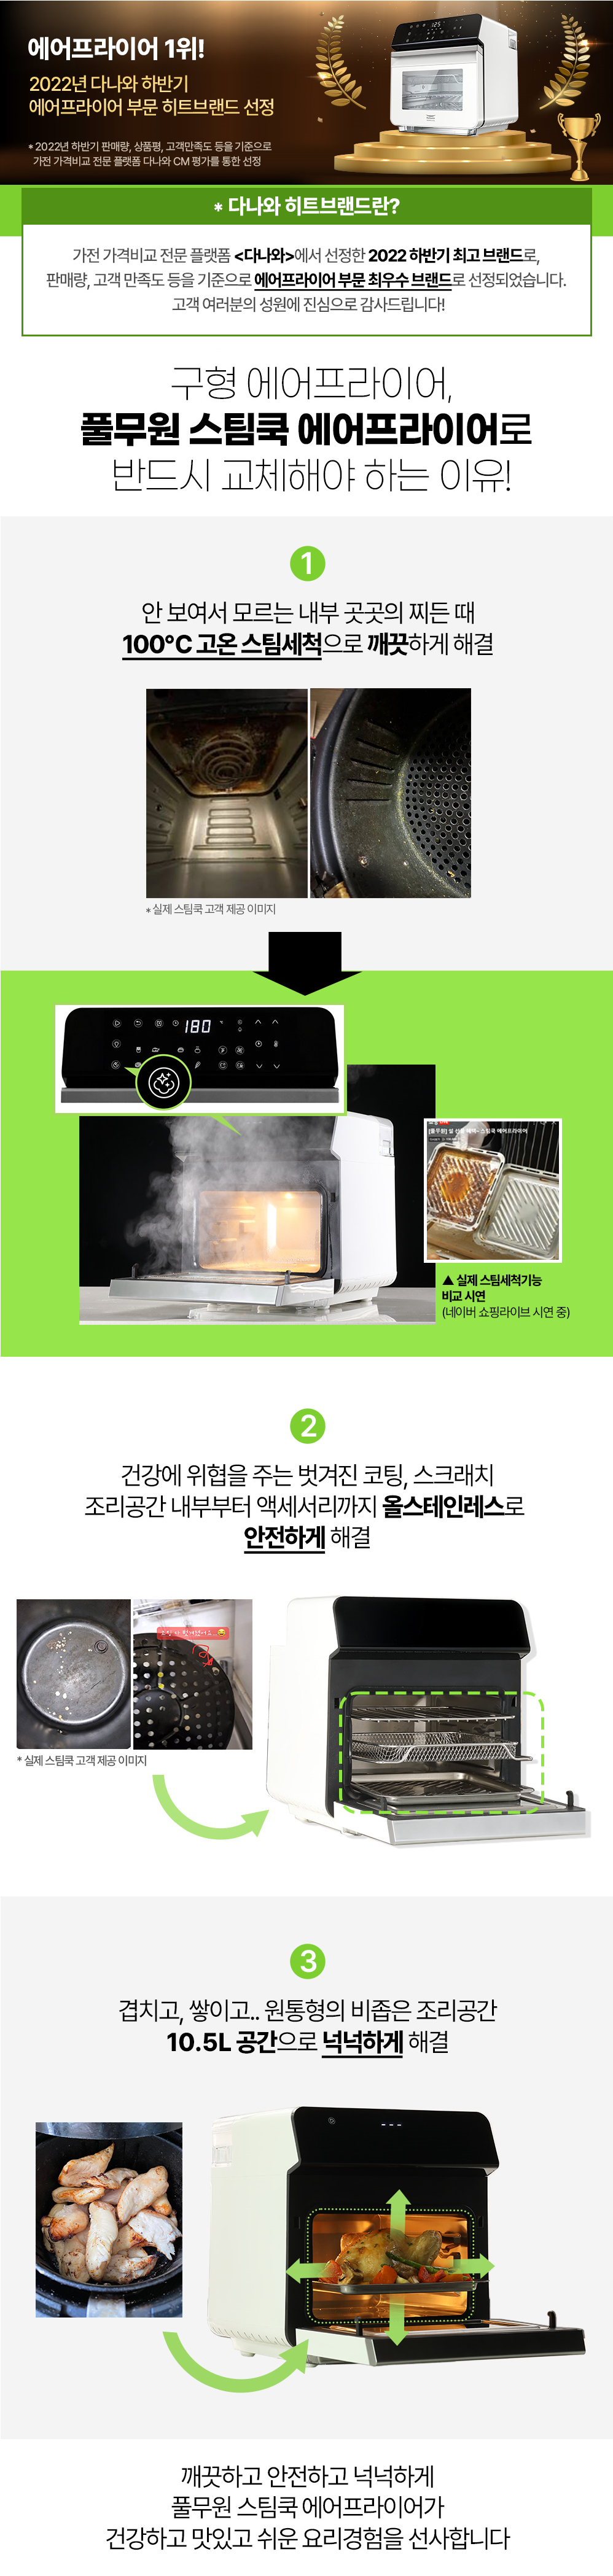 에어프라이어 1위!
2022년 다나와 하반기
에어프라이어 부문 히트브랜드 선정
* 2022년 하반기 판매량, 상품평, 고객만족도 등을 기준으로
가전 가격비교 전문 플랫폼 다나와 CM 평가를 통한 선정
* 다나와 히트브랜드란?
가전 가격비교 전문 플랫폼 <다나와>에서 선정한 2022 하반기 최고 브랜드로,
판매량, 고객 만족도 등을 기준으로 에어프라이어 부문 최우수 브랜드로 선정되었습니다.
고객 여러분의 성원에 진심으로 감사드립니다!
구형 에어프라이어,
풀무원 스팀쿡 에어프라이어로
반드시 교체해야 하는 이유!
1
안 보여서 모르는 내부 곳곳의 찌든 때
100°C 고온 스팀세척으로 깨끗하게 해결
* 실제 스팀쿡 고객 제공 이미지
180
스팀쿡 에어프라이어
▲ 실제 스팀세척기능
비교 시연
(네이버 쇼핑라이브 시연 중)
2
건강에 위협을 주는 벗겨진 코팅, 스크래치
조리공간 내부부터 액세서리까지 올스테인레스로
안전하게 해결
* 실제 스팀쿡 고객 제공 이미지
3
겹치고, 쌓이고.. 원통형의 비좁은 조리공간
10.5L 공간으로 넉넉하게 해결
깨끗하고 안전하고 넉넉하게
풀무원 스팀쿡 에어프라이어가
건강하고 맛있고 쉬운 요리경험을 선사합니다